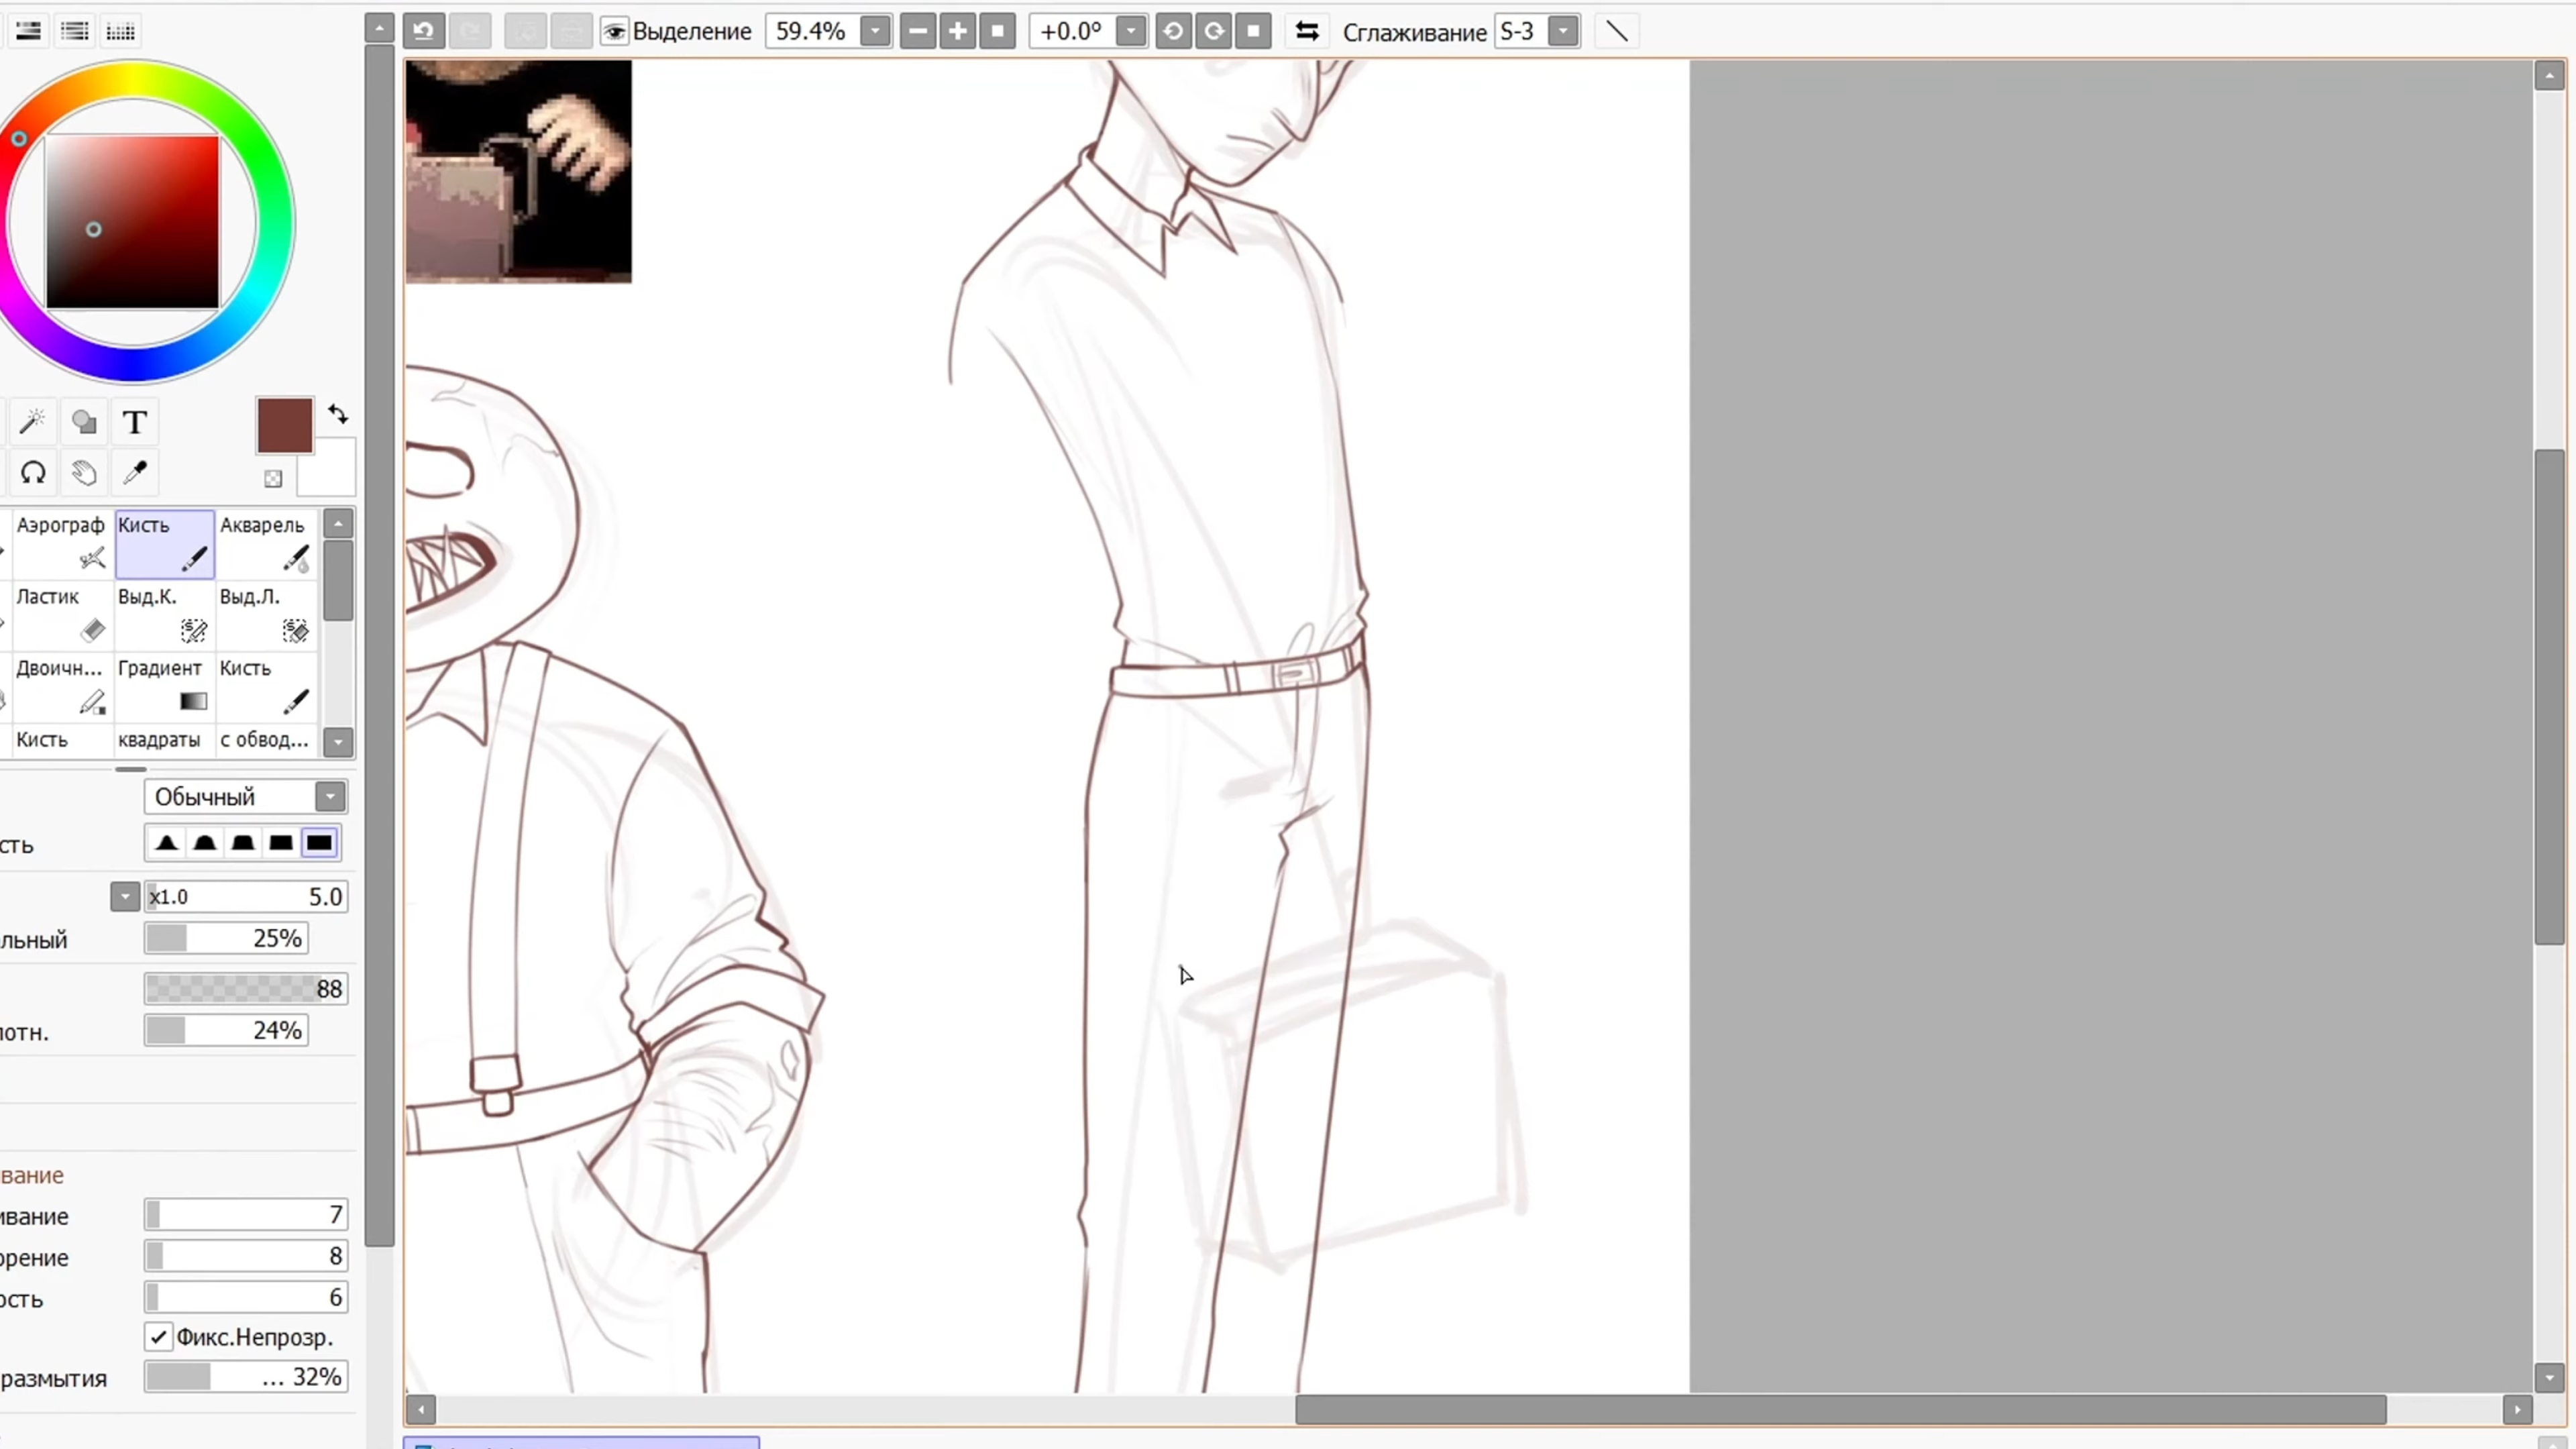 Выделение 59.4% +0.0° Сглаживание S-3
T
Аэрограф Кисть Акварель
Ластик Выд.К. Выд.Л.
Двоичн... Градиент Кисть
Кисть квадраты с обвод...
Обычный
сть
x1.0 5.0
льный 25%
88
лотн. 24%
вание
ивание 7
орение 8
ость 6
Фикс.Непрозр.
размытия ... 32%